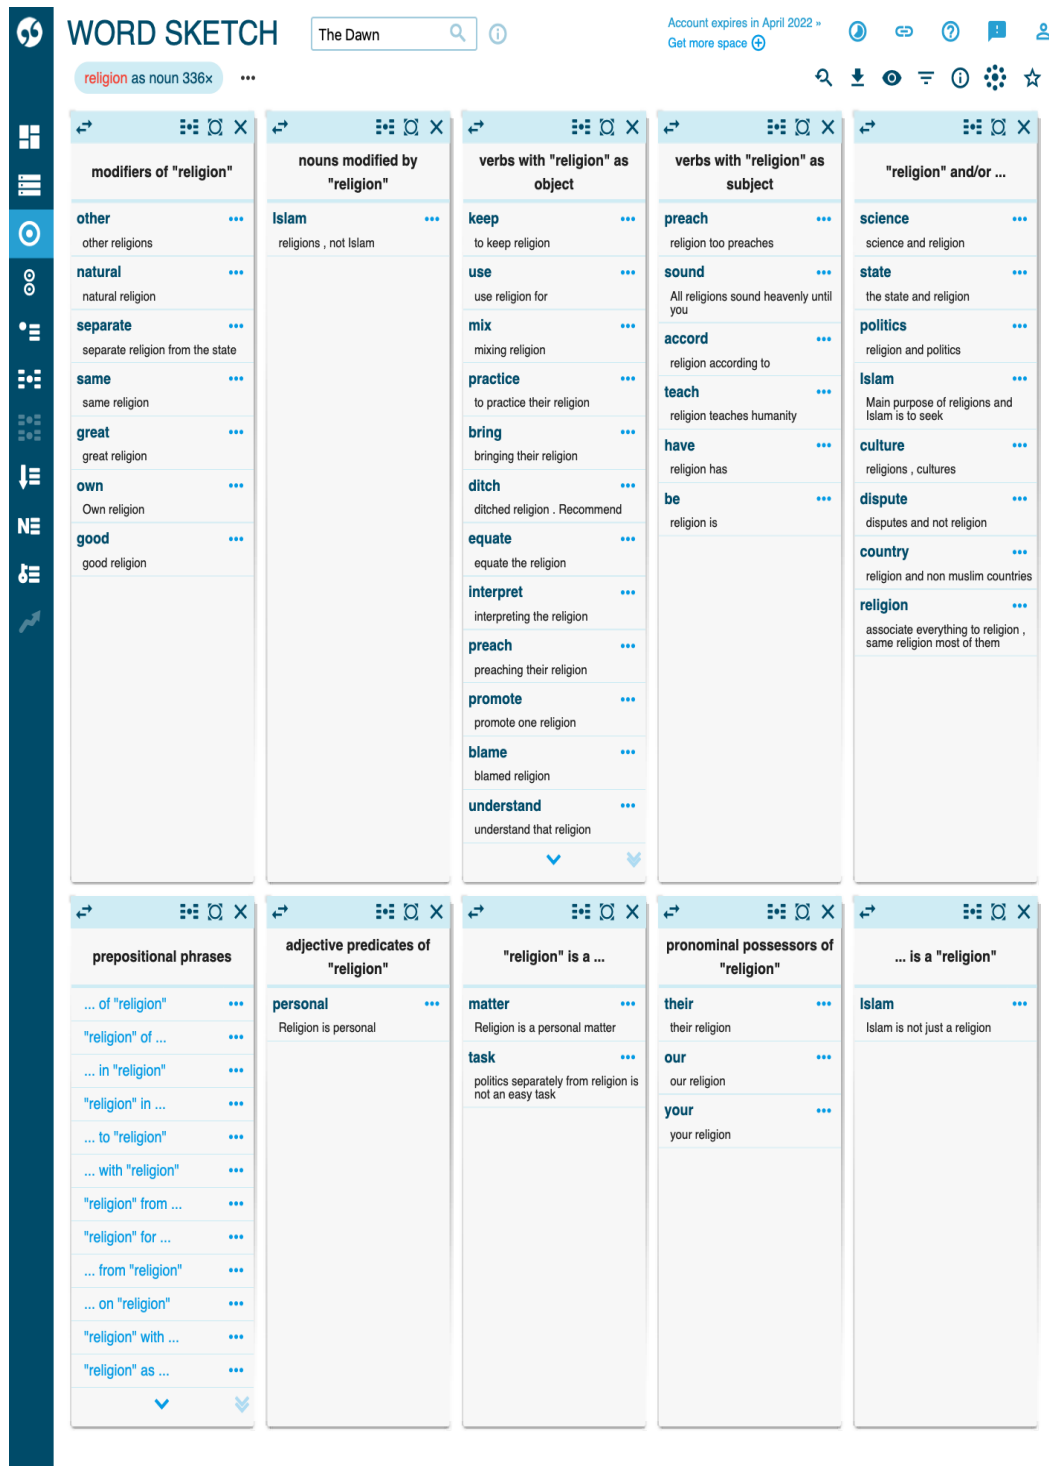 WORD SKETCH
The Dawn
Account expires in April 2022 »
Get more space
religion as noun 336×
modifiers of "religion"
other
other religions
natural
natural religion
separate
separate religion from the state
same
same religion
great
great religion
own
Own religion
good
good religion
nouns modified by
"religion"
Islam
religions , not Islam
verbs with "religion" as
object
keep
to keep religion
use
use religion for
mix
mixing religion
practice
to practice their religion
bring
bringing their religion
ditch
ditched religion . Recommend
equate
equate the religion
interpret
interpreting the religion
preach
preaching their religion
promote
promote one religion
blame
blamed religion
understand
understand that religion
verbs with "religion" as
subject
preach
religion too preaches
sound
All religions sound heavenly until
you
accord
religion according to
teach
religion teaches humanity
have
religion has
be
religion is
"religion" and/or ...
science
science and religion
state
the state and religion
politics
religion and politics
Islam
Main purpose of religions and
Islam is to seek
culture
religions , cultures
dispute
disputes and not religion
country
religion and non muslim countries
religion
associate everything to religion ,
same religion most of them
prepositional phrases
... of "religion"
"religion" of ...
... in "religion"
"religion" in ...
... to "religion"
... with "religion"
"religion" from ...
"religion" for ...
... from "religion"
... on "religion"
"religion" with ...
"religion" as ...
adjective predicates of
"religion"
personal
Religion is personal
"religion" is a ...
matter
Religion is a personal matter
task
politics separately from religion is
not an easy task
pronominal possessors of
"religion"
their
their religion
our
our religion
your
your religion
... is a "religion"
Islam
Islam is not just a religion